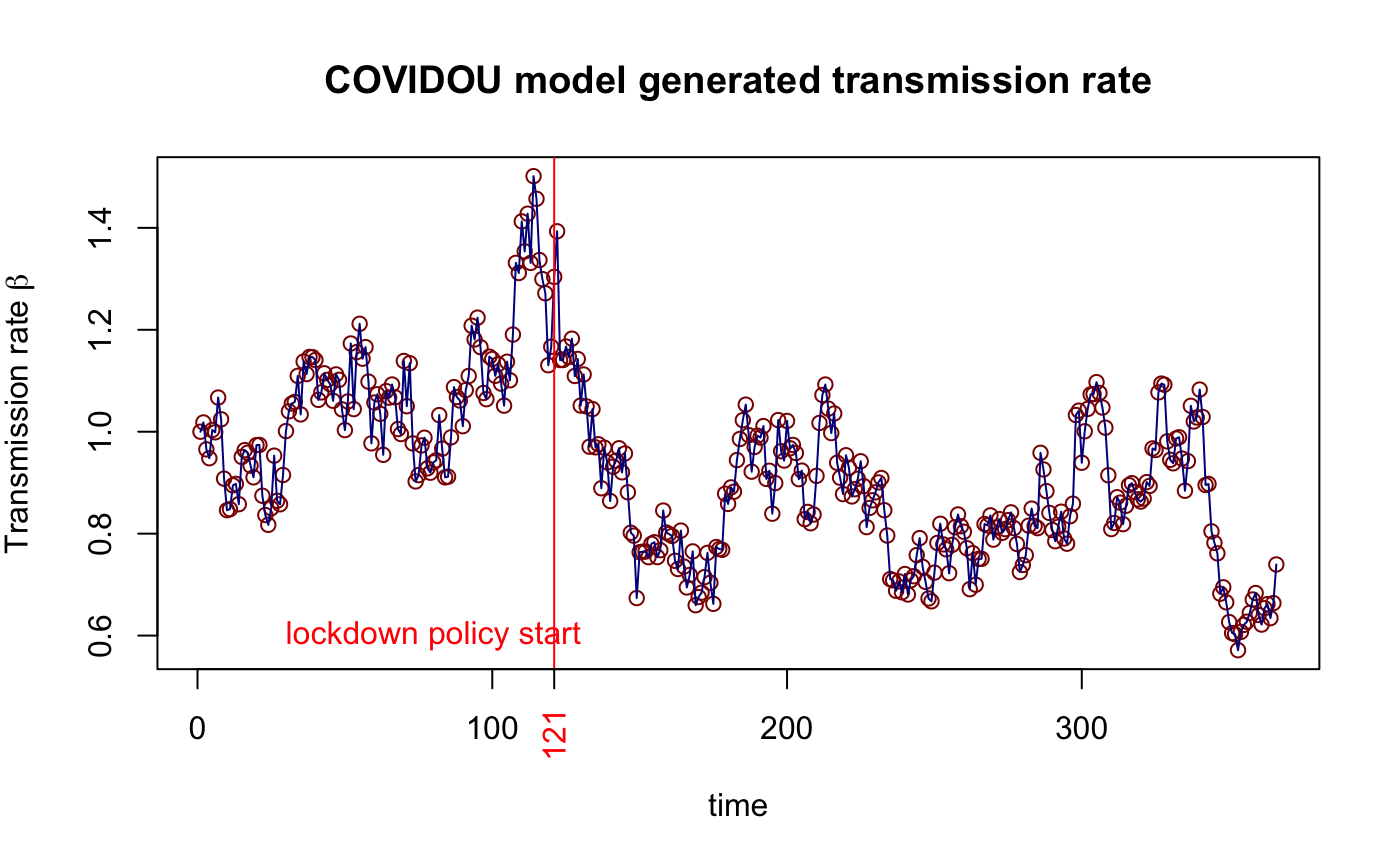 COVIDOU model generated transmission rate
Transmission rate β
1.4
1.2
1.0
0.8
0.6
lockdown policy start
0
100
121
200
300
time